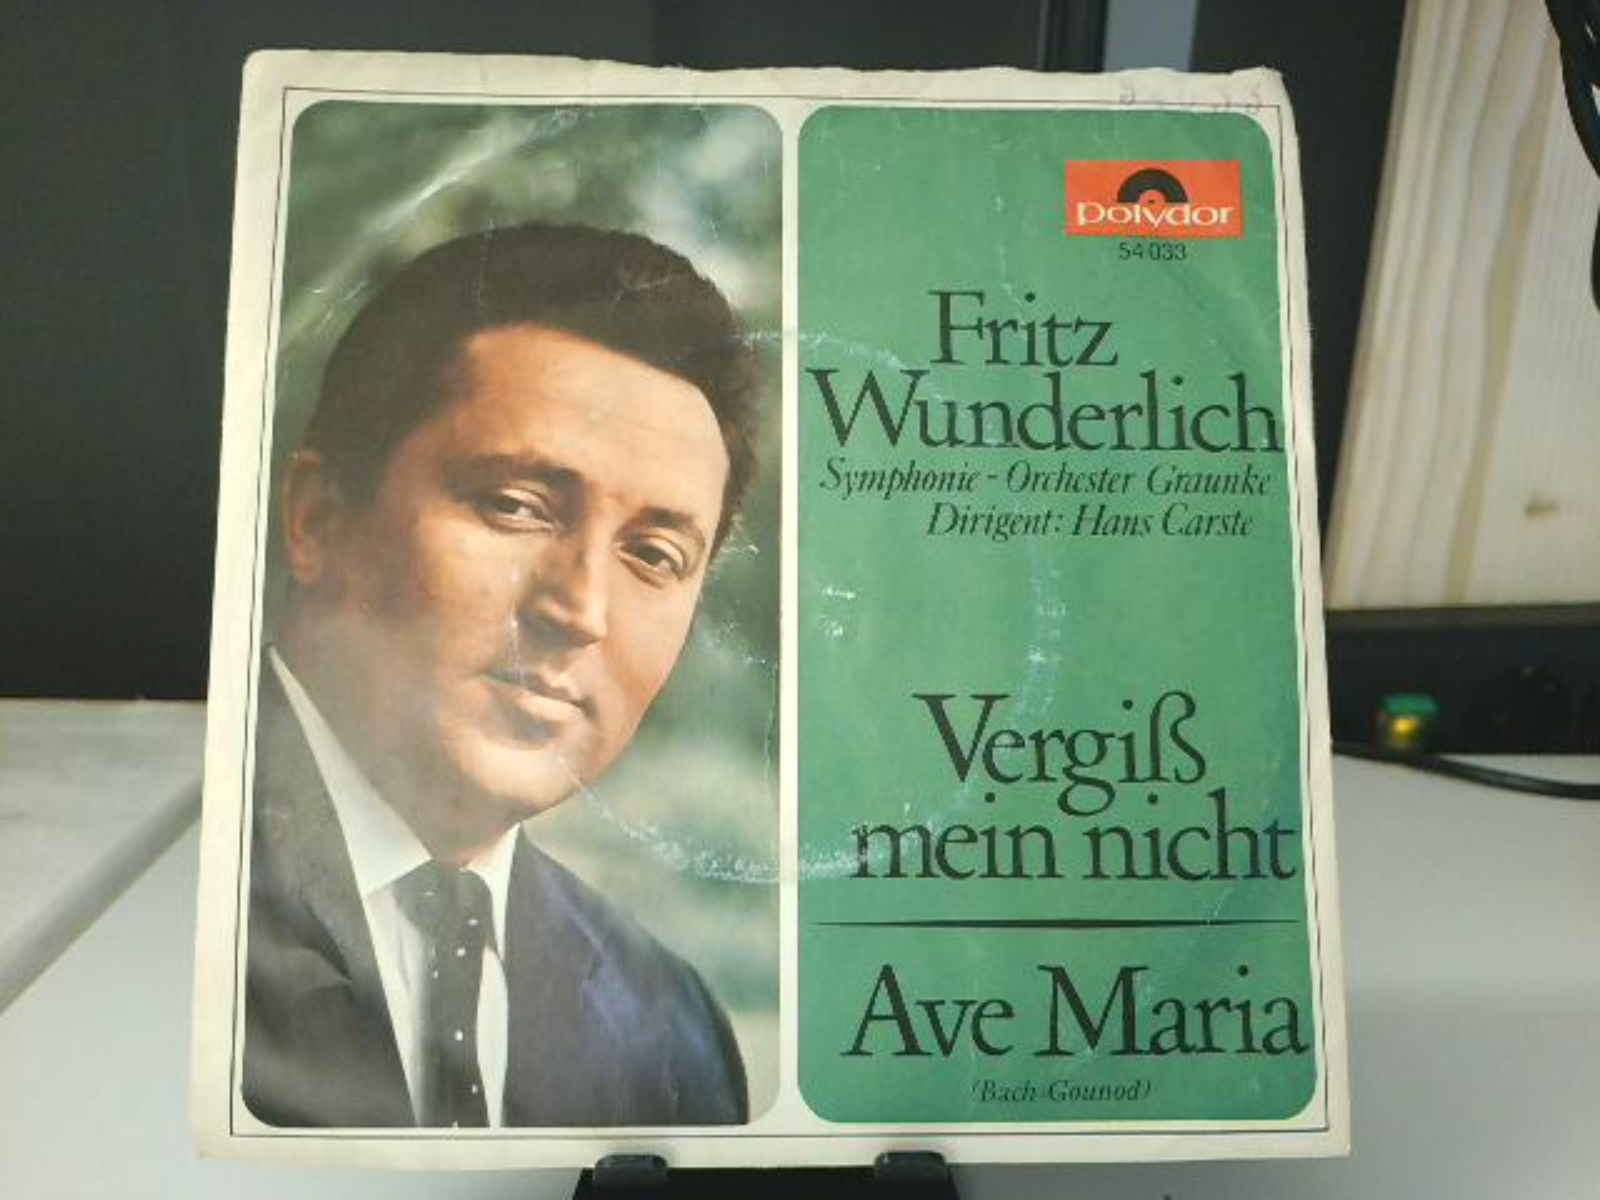 polydor
54 033
Fritz
Wunderlich
Symphonie - Orchester Graunke
Dirigent: Hans Carste
Vergiß
mein nicht
Ave Maria
(Bach-Gounod)